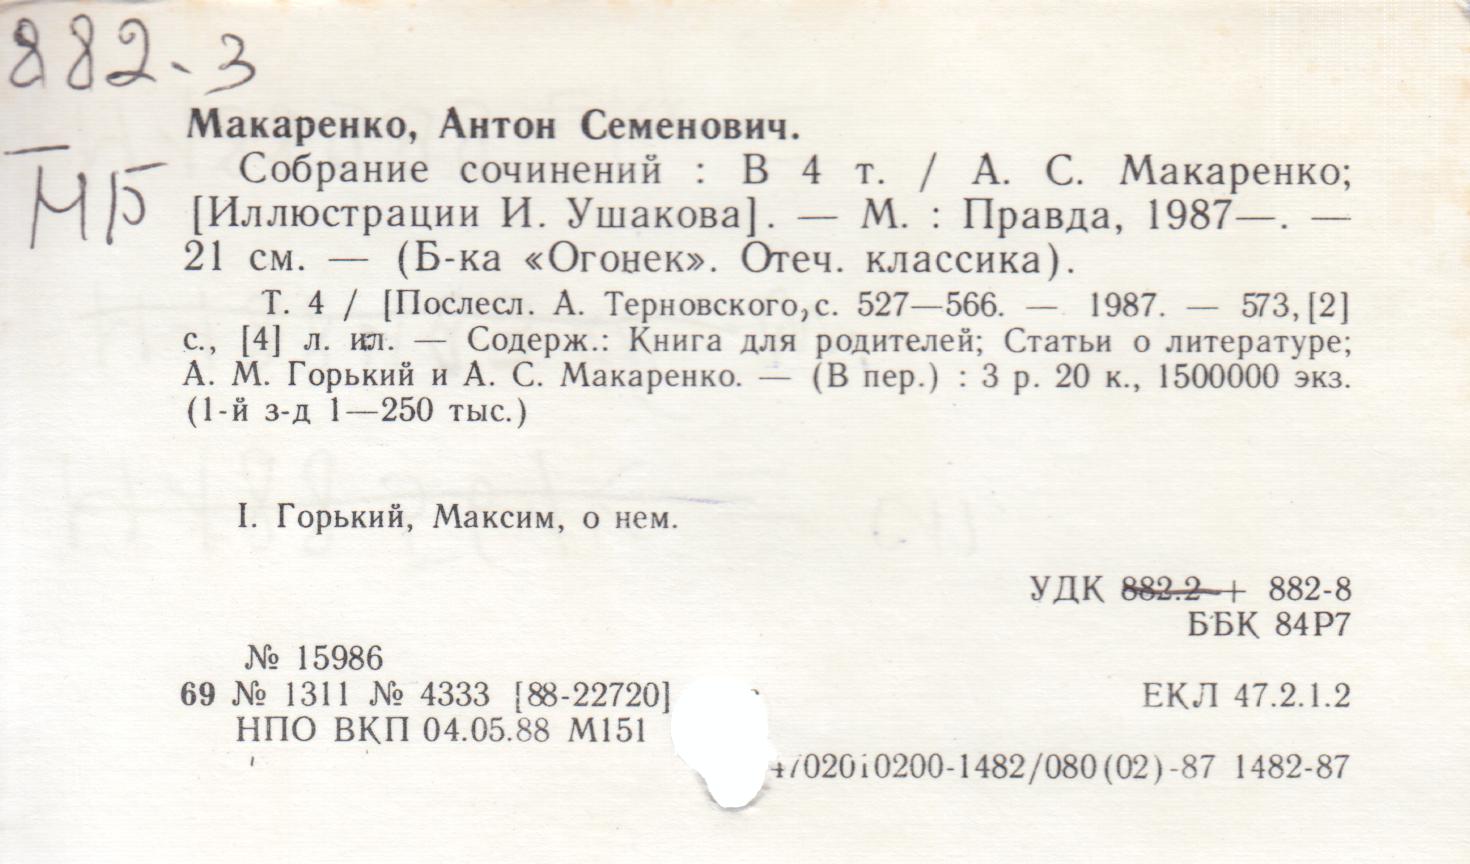 882-3
МБ
Макаренко, Антон Семенович.
Собрание сочинений : В 4 т. / А. С. Макаренко;
[Иллюстрации И. Ушакова]. — М. : Правда, 1987—. —
21 см. — (Б-ка «Огонек». Отеч. классика).
Т. 4 / [Послесл. А. Терновского, с. 527—566. — 1987. — 573, [2]
с., [4] л. ил. — Содерж.: Книга для родителей; Статьи о литературе;
А. М. Горький и А. С. Макаренко. — (В пер.) : 3 р. 20 к., 1500000 экз.
(1-й з-д 1—250 тыс.)
I. Горький, Максим, о нем.
УДК 882.2 + 882-8
ББК 84Р7
№ 15986
69 № 1311 № 4333 [88-22720]
ЕКЛ 47.2.1.2
НПО ВКП 04.05.88 М151
020i0200-1482/080(02)-87 1482-87